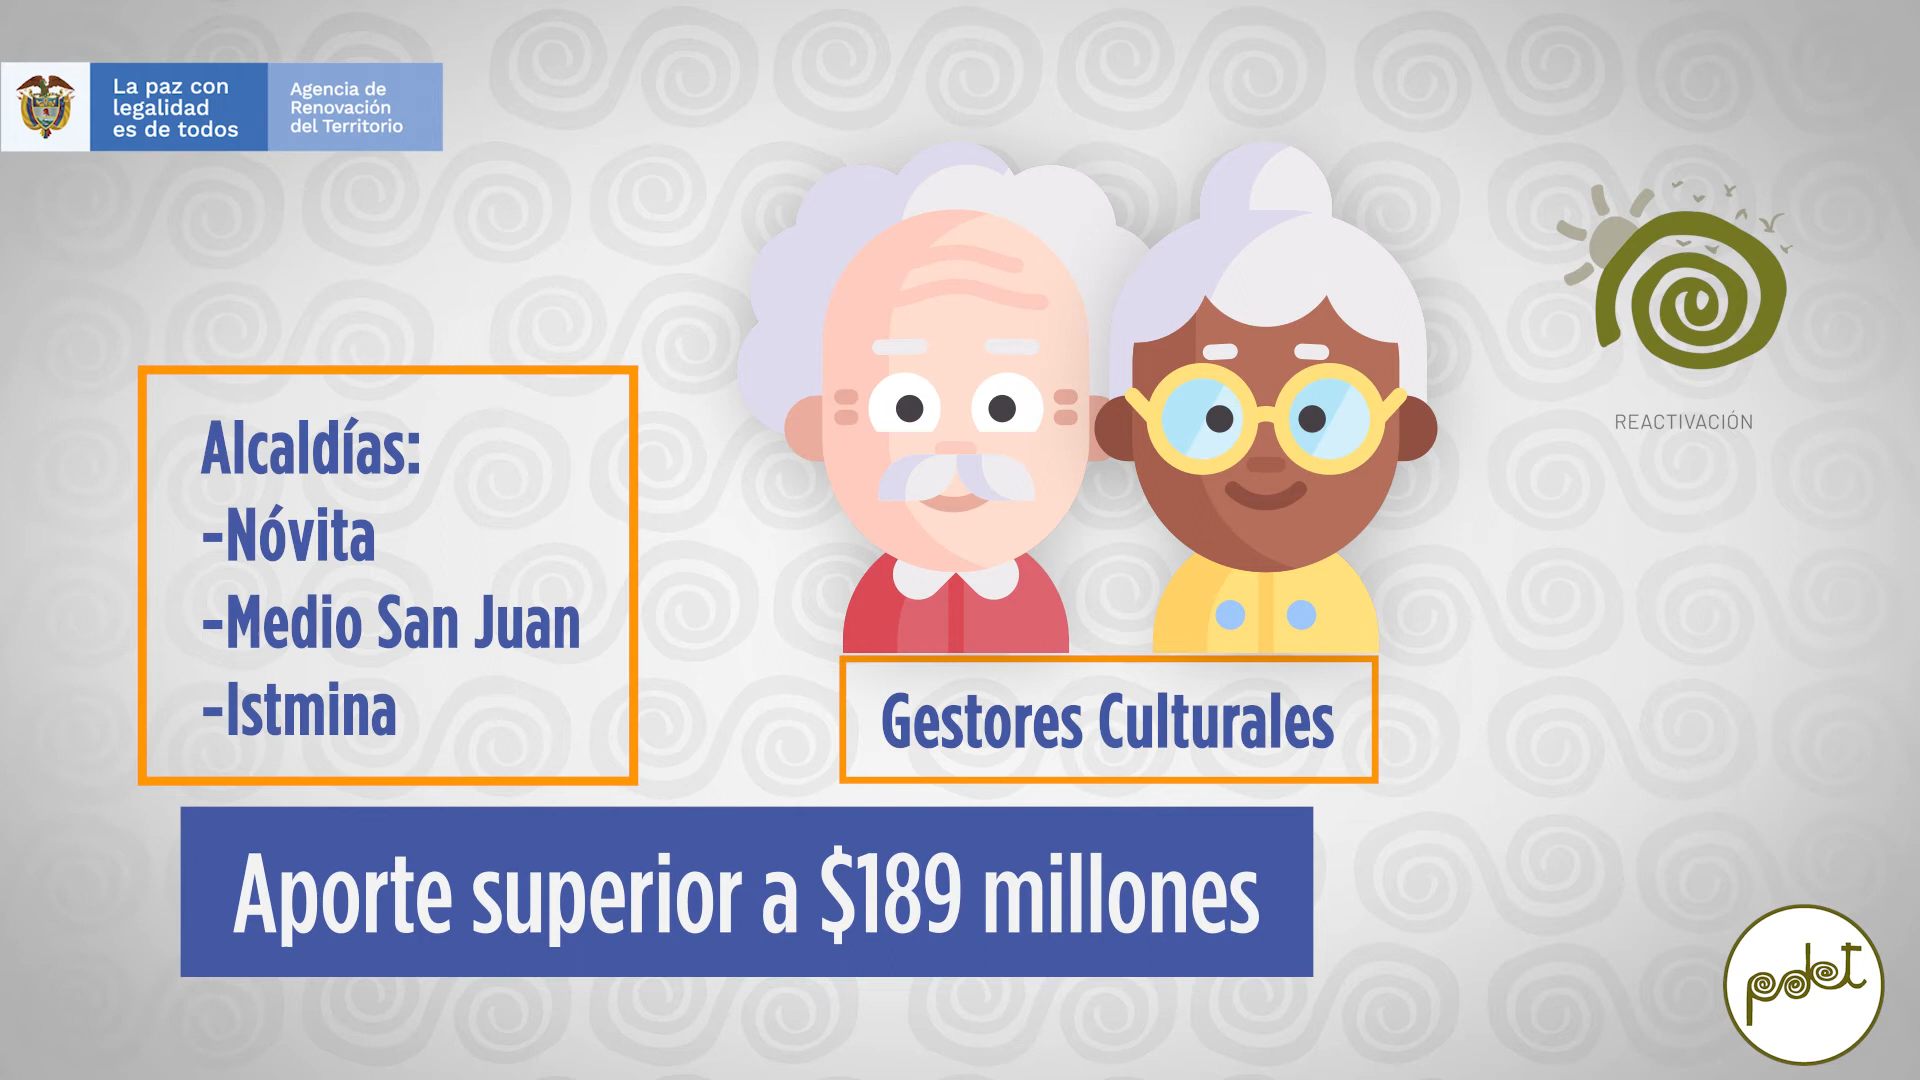 La paz con
legalidad
es de todos
Agencia de
Renovación
del Territorio
REACTIVACIÓN
Alcaldías:
-Nóvita
-Medio San Juan
-Istmina
Gestores Culturales
Aporte superior a $189 millones
pdet